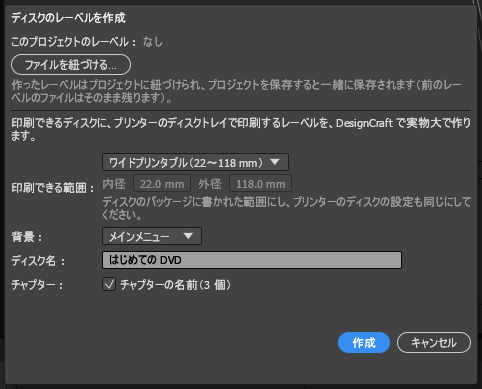 ディスクのレーベルを作成
このプロジェクトのレーベル： なし
ファイルを紐づける...
作ったレーベルはプロジェクトに紐づけられ、プロジェクトを保存すると一緒に保存されます（前のレー
ベルのファイルはそのまま残ります）。
印刷できるディスクに、プリンターのディスクトレイで印刷するレーベルを、DesignCraft で実物大で作り
ます。
ワイドプリンタブル（22～118 mm）
印刷できる範囲： 内径 22.0 mm 外径 118.0 mm
ディスクのパッケージに書かれた範囲にし、プリンターのディスクの設定も同じにして
ください。
背景： メインメニュー
ディスク名： はじめての DVD
チャプター： チャプターの名前（3 個）
作成 キャンセル